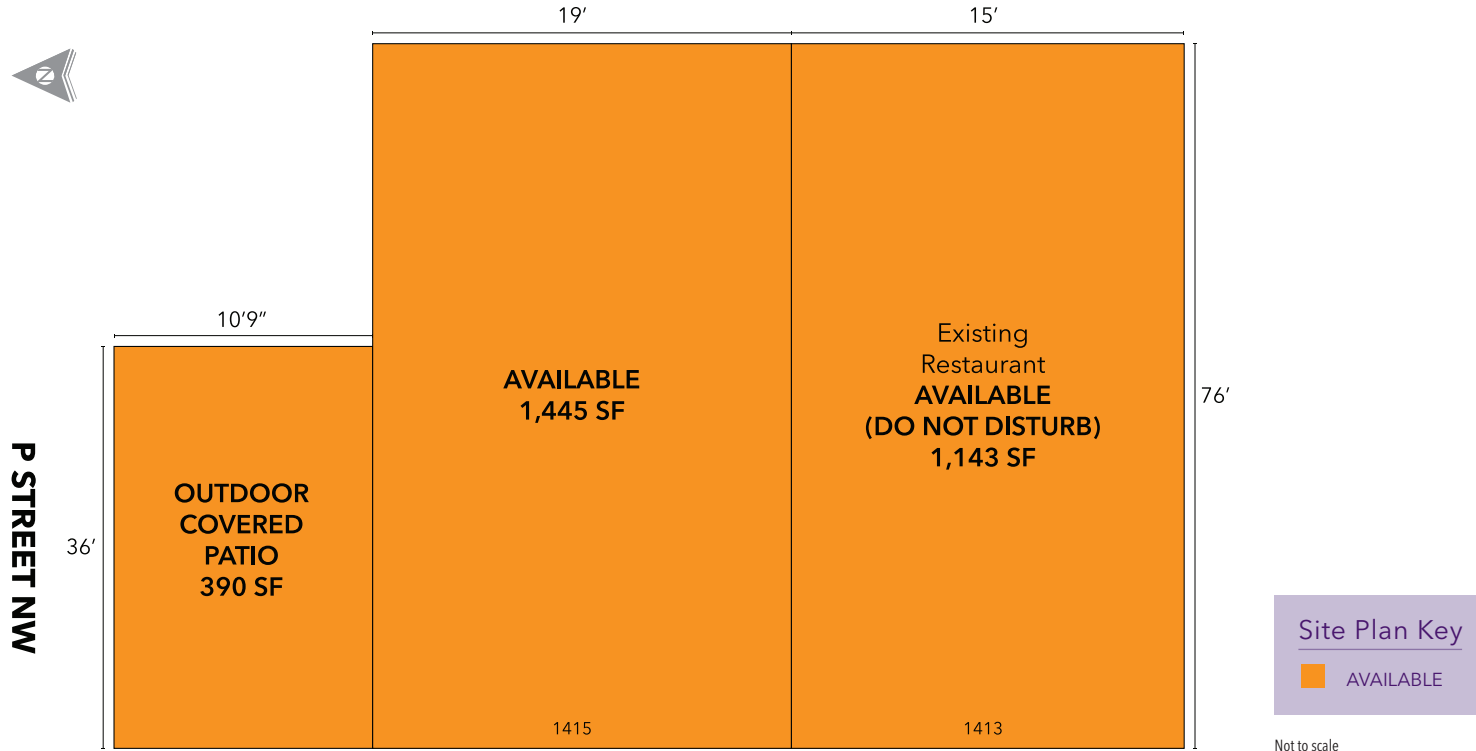 19’
15’
10’9”
36’
76’
P STREET NW
OUTDOOR
COVERED
PATIO
390 SF
AVAILABLE
1,445 SF
1415
Existing
Restaurant
AVAILABLE
(DO NOT DISTURB)
1,143 SF
1413
Site Plan Key
AVAILABLE
Not to scale
N